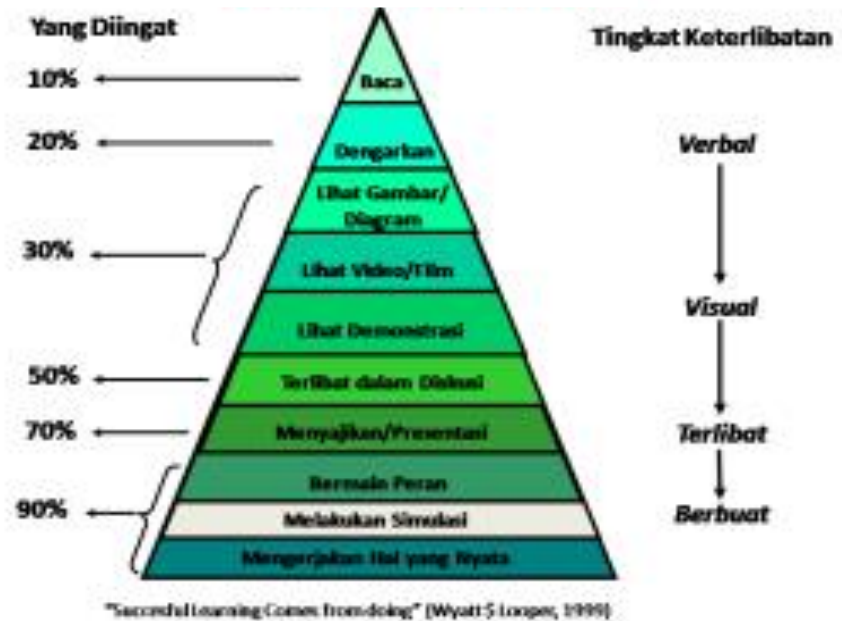 Yang Diingat
Tingkat Keterlibatan
10%
Baca
20%
Dengarkan
Verbal
Lihat Gambar/
Diagram
30%
Lihat Video/Film
Visual
Lihat Demonstrasi
50%
Terlibat dalam Diskusi
70%
Menyajikan/Presentasi
Terlibat
Bermain Peran
90%
Melakukan Simulasi
Berbuat
Mengerjakan Hal yang Nyata
"Succesful Learning Comes from doing" (Wyatt $ Looper, 1999)